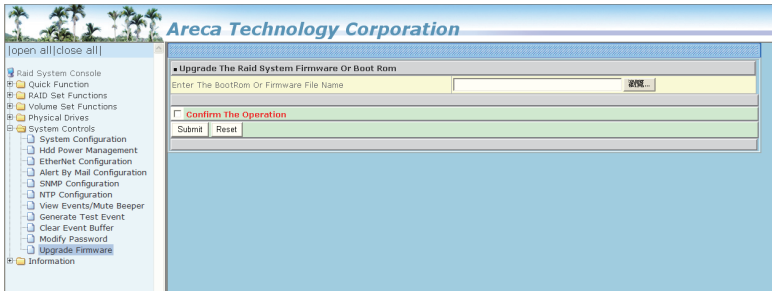 Areca Technology Corporation
|open all|close all|
Raid System Console
Quick Function
RAID Set Functions
Volume Set Functions
Physical Drives
System Controls
System Configuration
Hdd Power Management
EtherNet Configuration
Alert By Mail Configuration
SNMP Configuration
NTP Configuration
View Events/Mute Beeper
Generate Test Event
Clear Event Buffer
Modify Password
Upgrade Firmware
Information
Upgrade The Raid System Firmware Or Boot Rom
Enter The BootRom Or Firmware File Name
瀏覽...
Confirm The Operation
Submit Reset